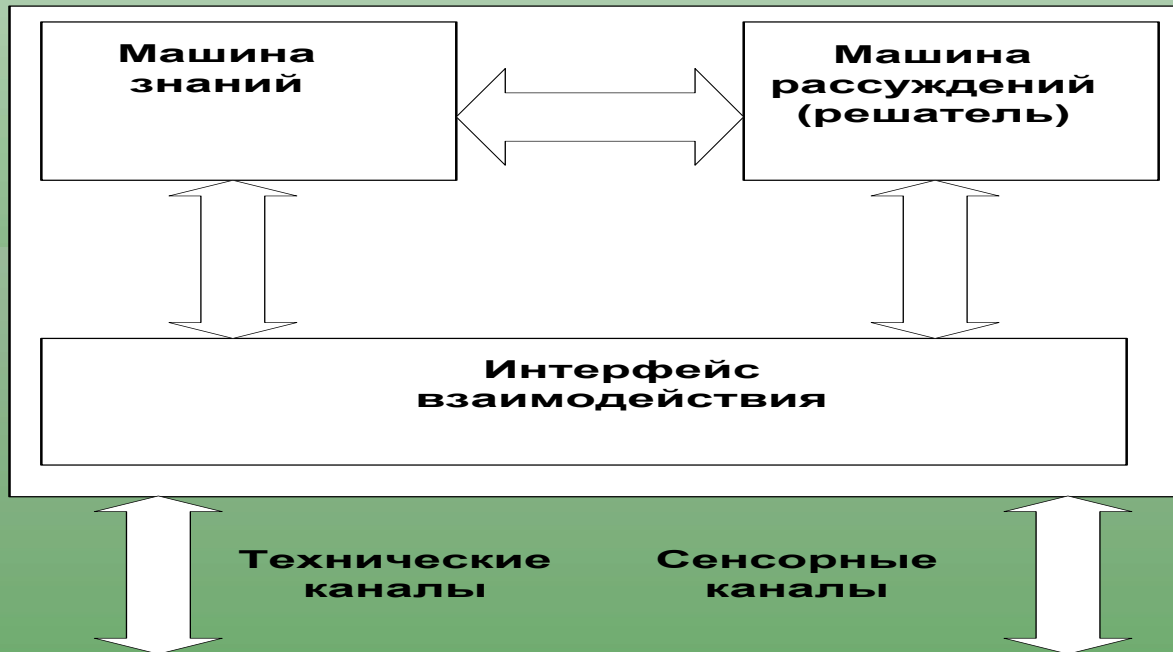 Машина
знаний
Машина
рассуждений
(решатель)
Интерфейс
взаимодействия
Технические
каналы
Сенсорные
каналы